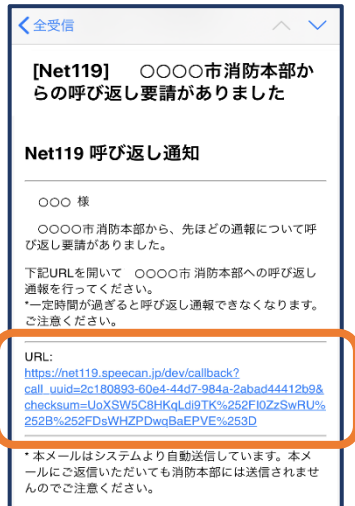 全受信
[Net119] ○○○○市消防本部か
らの呼び返し要請がありました
Net119 呼び返し通知
○○○ 様
○○○○市消防本部から、先ほどの通報について呼
び返し要請がありました。
下記URLを開いて ○○○○市 消防本部への呼び返し
通報を行ってください。
*一定時間が過ぎると呼び返し通報できなくなります。
ご注意ください。
URL:
https://net119.speecan.jp/dev/callback?
call_uuid=2c180893-60e4-44d7-984a-2abad44412b9&
checksum=UoXSW5C8HKqLdi9TK%252FI0ZzSwRU%
252B%252FDsWHZPDwqBaEPVE%253D
* 本メールはシステムより自動送信しています。本メ
ールにご返信いただいても消防本部には送信されませ
んのでご注意ください。